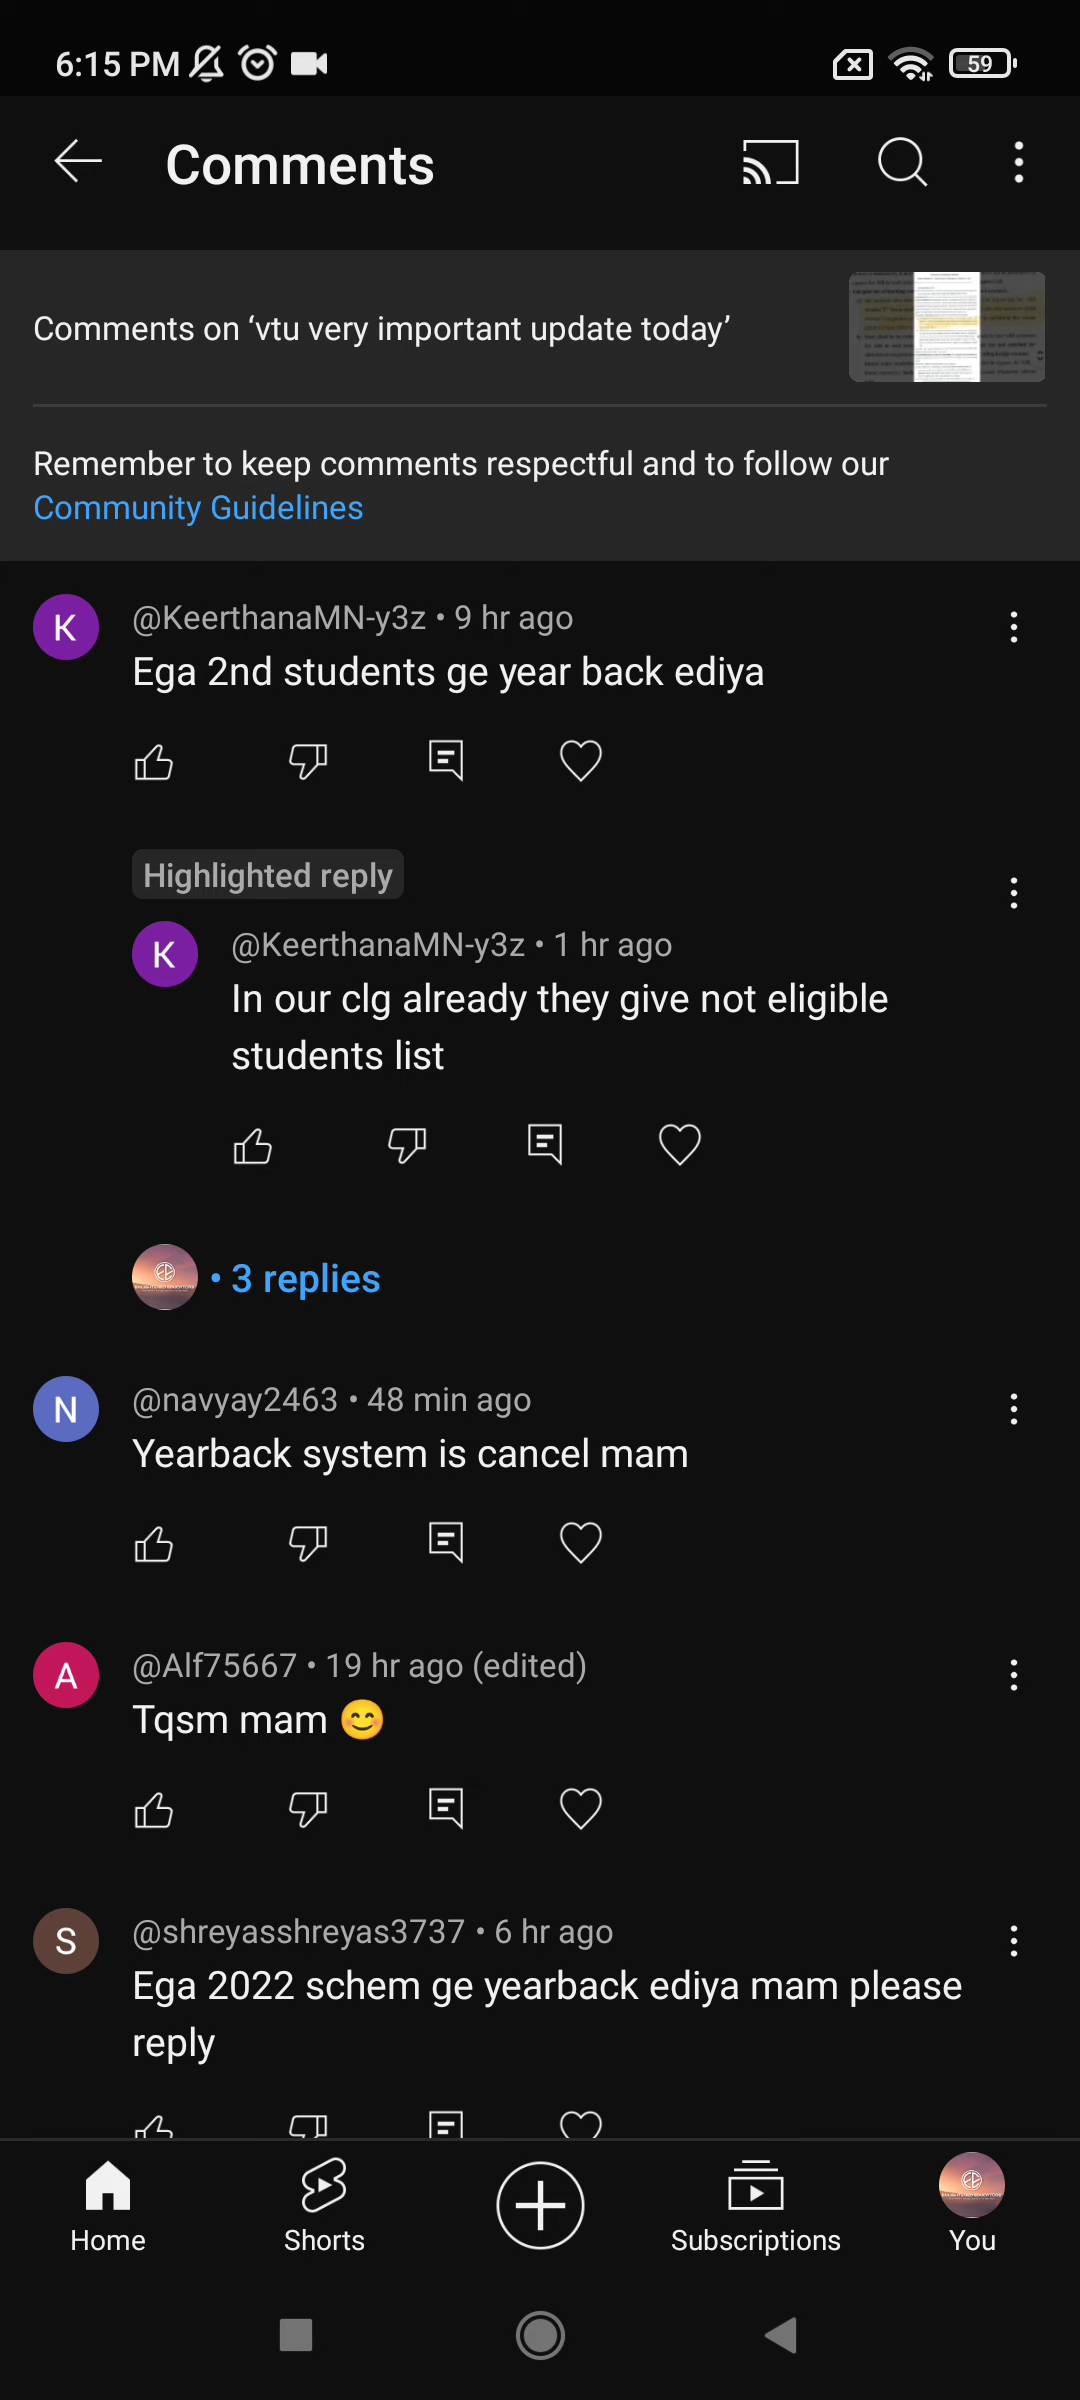 6:15 PM
59
Comments
Comments on ‘vtu very important update today’
Remember to keep comments respectful and to follow our
Community Guidelines
K
@KeerthanaMN-y3z • 9 hr ago
Ega 2nd students ge year back ediya
Highlighted reply
K
@KeerthanaMN-y3z • 1 hr ago
In our clg already they give not eligible
students list
• 3 replies
N
@navyay2463 • 48 min ago
Yearback system is cancel mam
A
@Alf75667 • 19 hr ago (edited)
Tqsm mam 😊
S
@shreyasshreyas3737 • 6 hr ago
Ega 2022 schem ge yearback ediya mam please
reply
Home
Shorts
Subscriptions
You